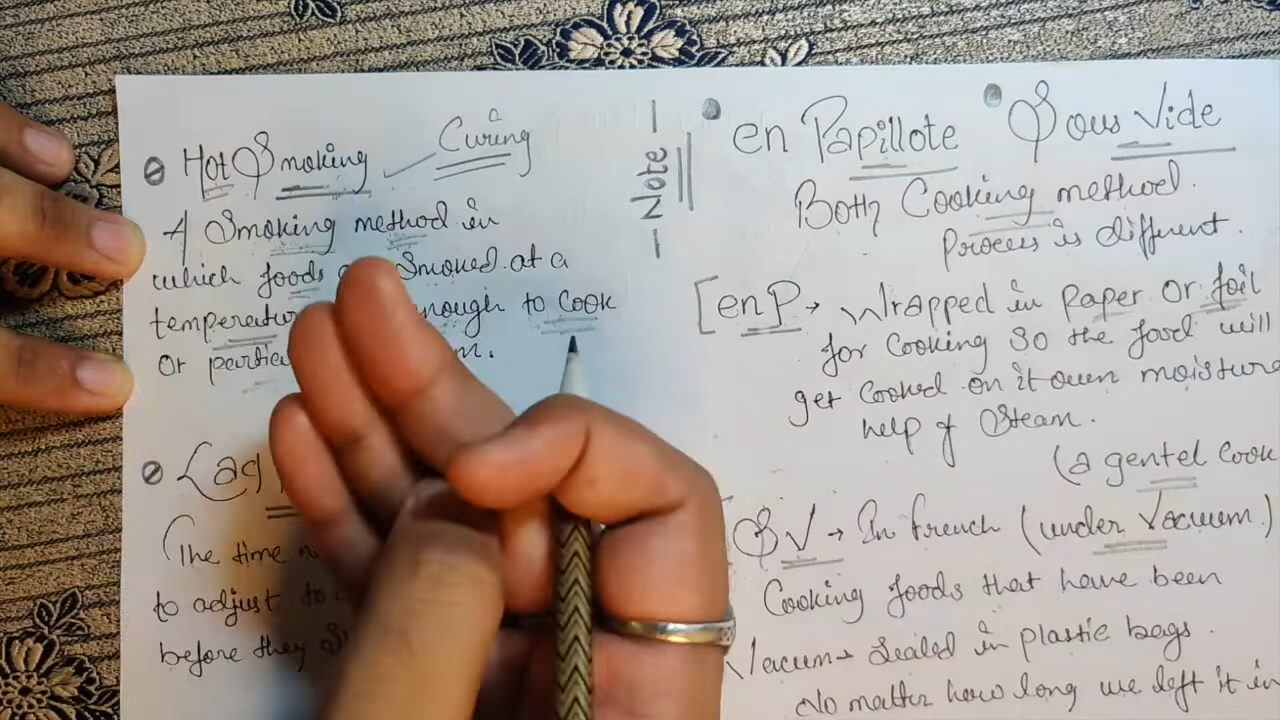 Hot Smoking Curing
A Smoking method in
which foods Smoked at a
enough to Cook
Or
Lag
(The time
to adjust to
before they
- Note -
en Papillote Sous Vide
Both Cooking method.
Process is different.
[en P → Wrapped in Paper Or foil
for Cooking So the food will
get Cooked on it own moisture
help of Steam.
(a gentel Cook
SV → In french (under Vacuum.)
Cooking foods that have been
Vacum Sealed in plastic bags.
No matter how long we left it in